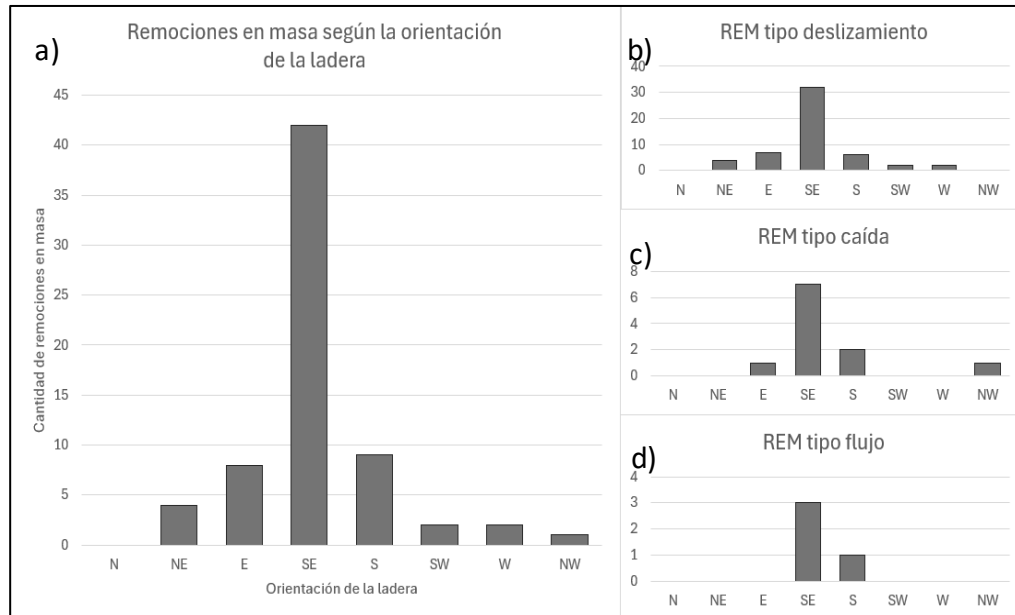 a)
Remociones en masa según la orientación
de la ladera
45
40
35
30
25
20
15
10
5
0
Cantidad de remociones en masa
N NE E SE S SW W NW
Orientación de la ladera
b)
REM tipo deslizamiento
40
30
20
10
0
N NE E SE S SW W NW
c)
REM tipo caída
8
6
4
2
0
N NE E SE S SW W NW
d)
REM tipo flujo
4
3
2
1
0
N NE E SE S SW W NW